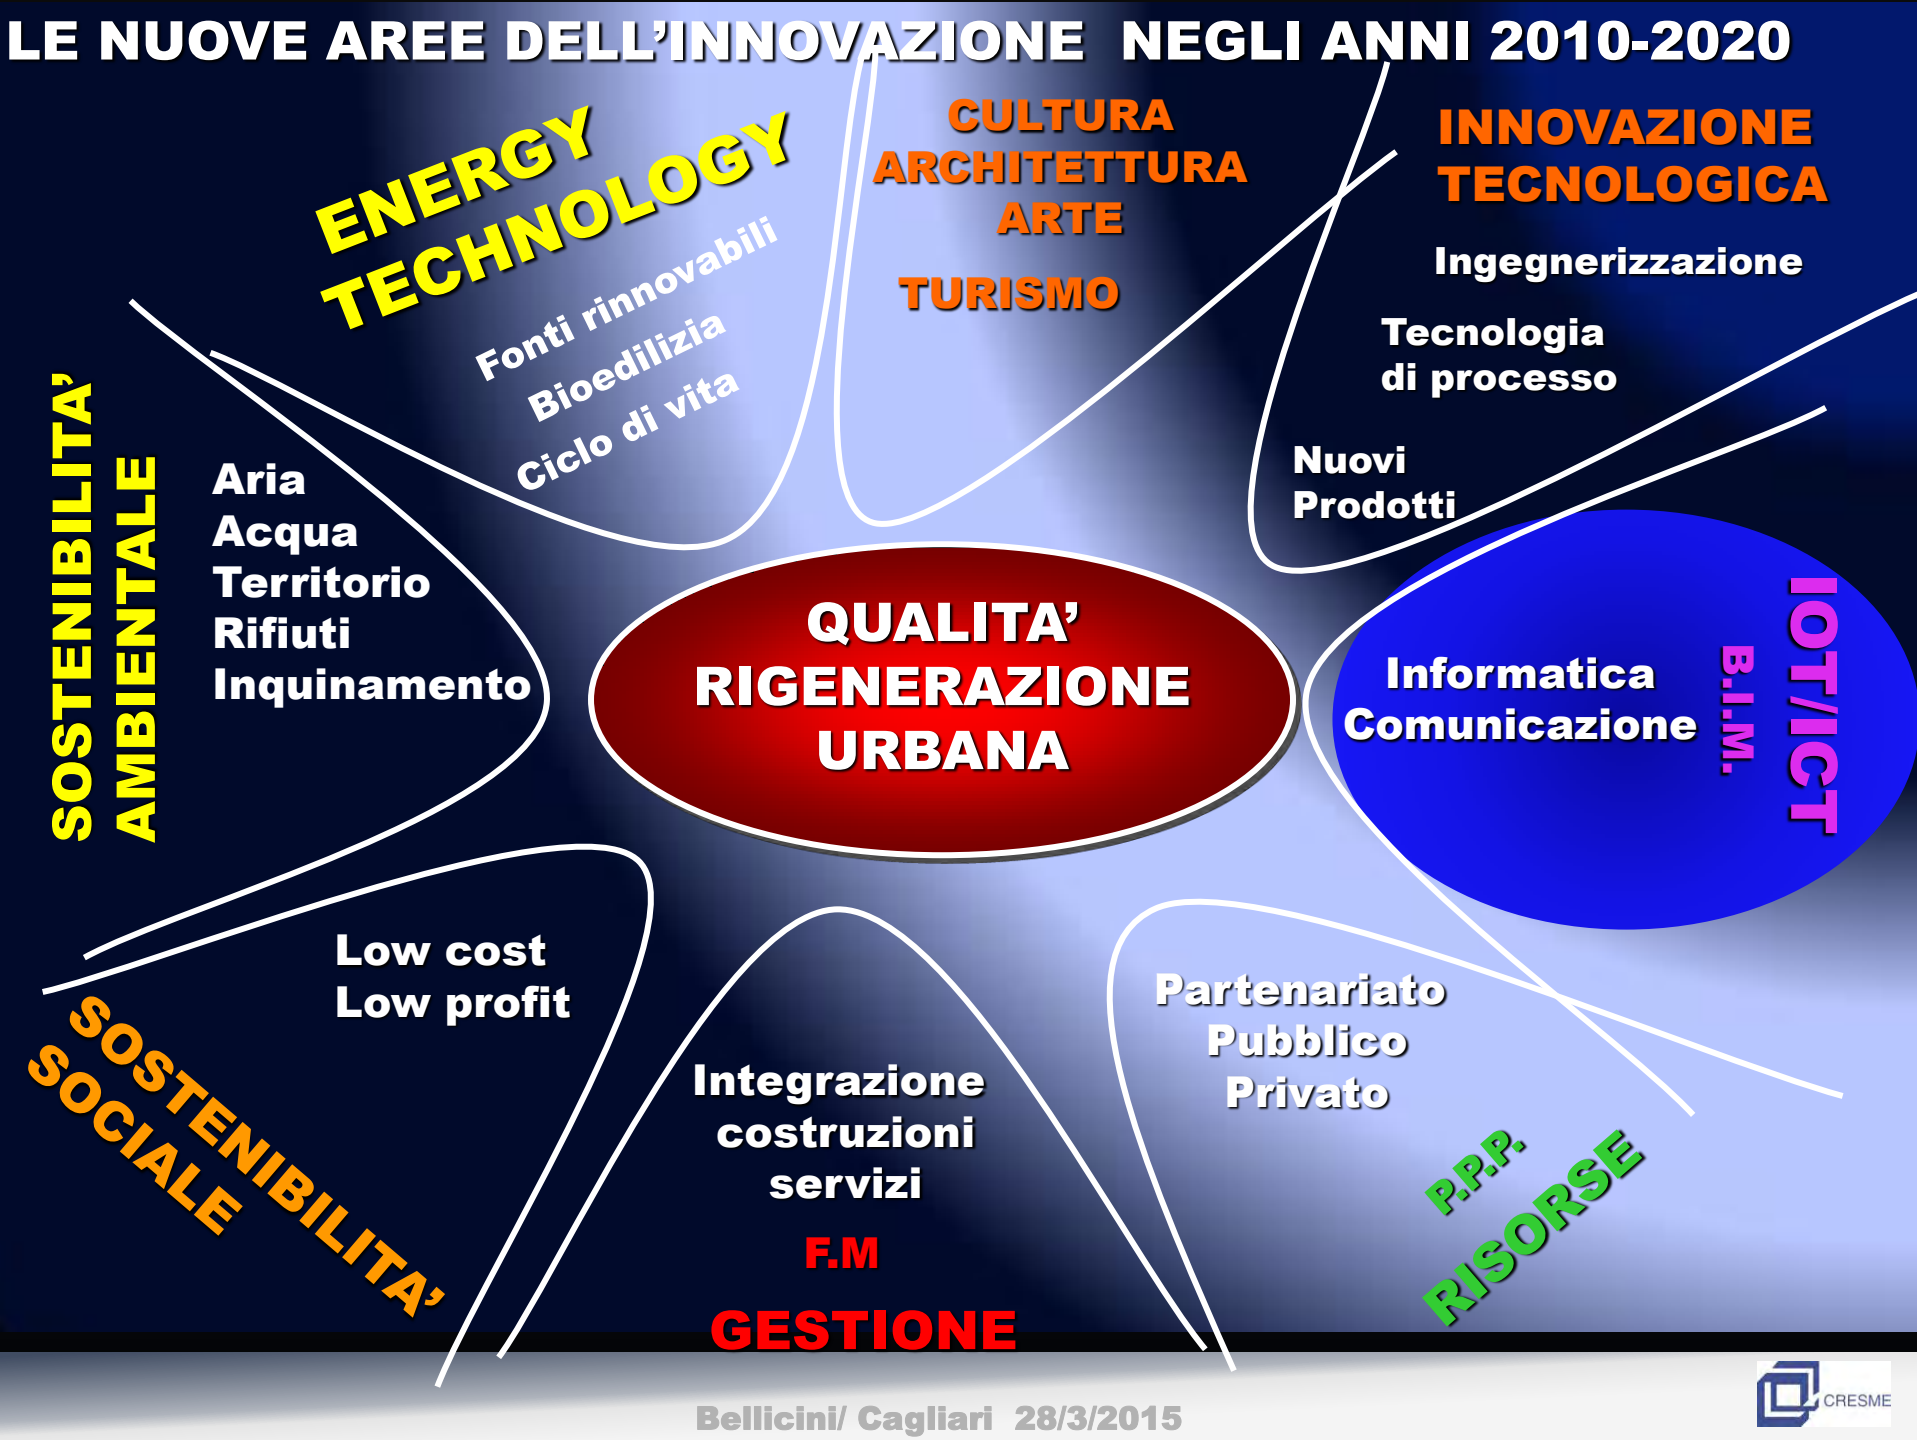 LE NUOVE AREE DELL’INNOVAZIONE NEGLI ANNI 2010-2020
ENERGY
TECHNOLOGY
Fonti rinnovabili
Bioedilizia
Ciclo di vita
CULTURA
ARCHITETTURA
ARTE
TURISMO
INNOVAZIONE
TECNOLOGICA
Ingegnerizzazione
Tecnologia
di processo
Nuovi
Prodotti
SOSTENIBILITA’
AMBIENTALE
Aria
Acqua
Territorio
Rifiuti
Inquinamento
QUALITA’
RIGENERAZIONE
URBANA
Informatica
Comunicazione
B.I.M.
IOT/ICT
Low cost
Low profit
SOSTENIBILITA’
SOCIALE
Integrazione
costruzioni
servizi
F.M
GESTIONE
Partenariato
Pubblico
Privato
P.P.P.
RISORSE
Bellicini/ Cagliari 28/3/2015
CRESME